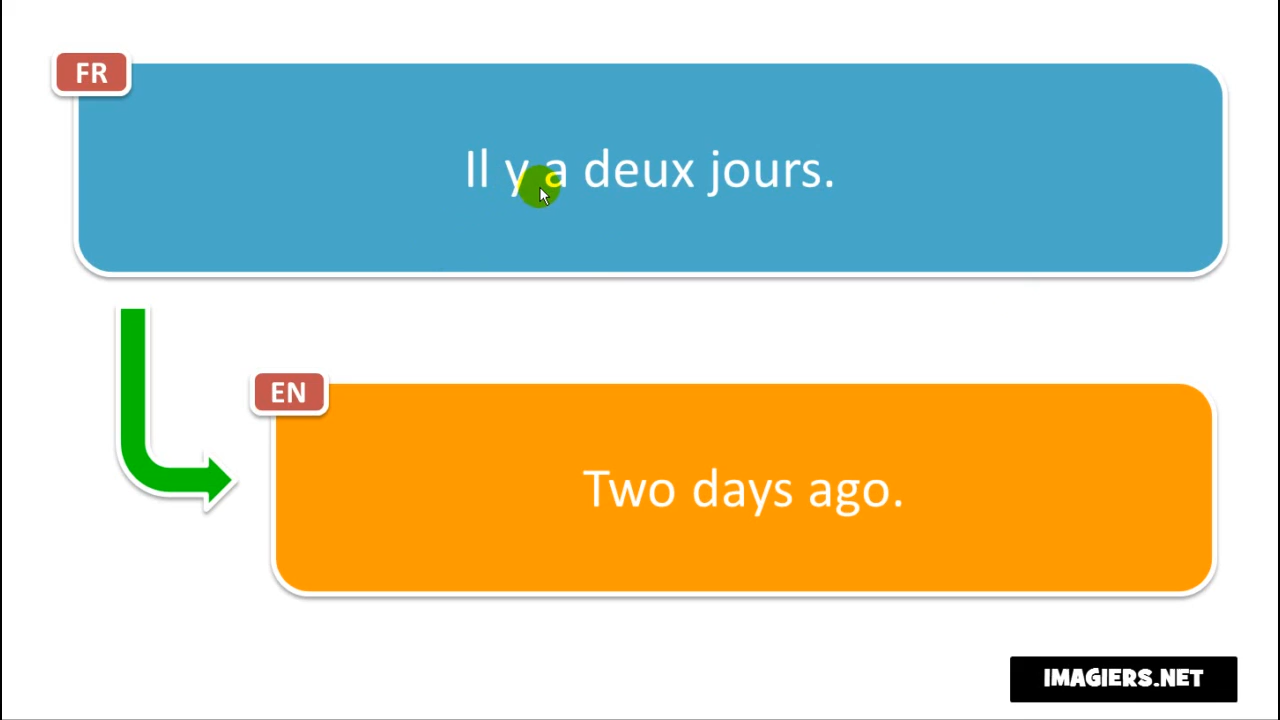 FR
Il y a deux jours.
EN
Two days ago.
IMAGIERS.NET